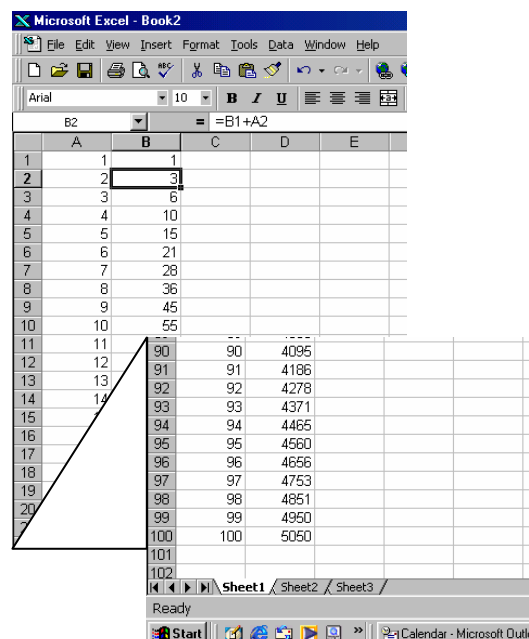 Microsoft Excel - Book2
File Edit View Insert Format Tools Data Window Help
Arial 10 B I U
B2 = =B1+A2
A B C D E
1 1 1
2 2 3
3 3 6
4 4 10
5 5 15
6 6 21
7 7 28
8 8 36
9 9 45
10 10 55
11 11
12 12
13 13
14 14
15
16
17
18
19
20
90 90 4095
91 91 4186
92 92 4278
93 93 4371
94 94 4465
95 95 4560
96 96 4656
97 97 4753
98 98 4851
99 99 4950
100 100 5050
101
102
Sheet1 Sheet2 Sheet3
Ready
Start Calendar - Microsoft Outl